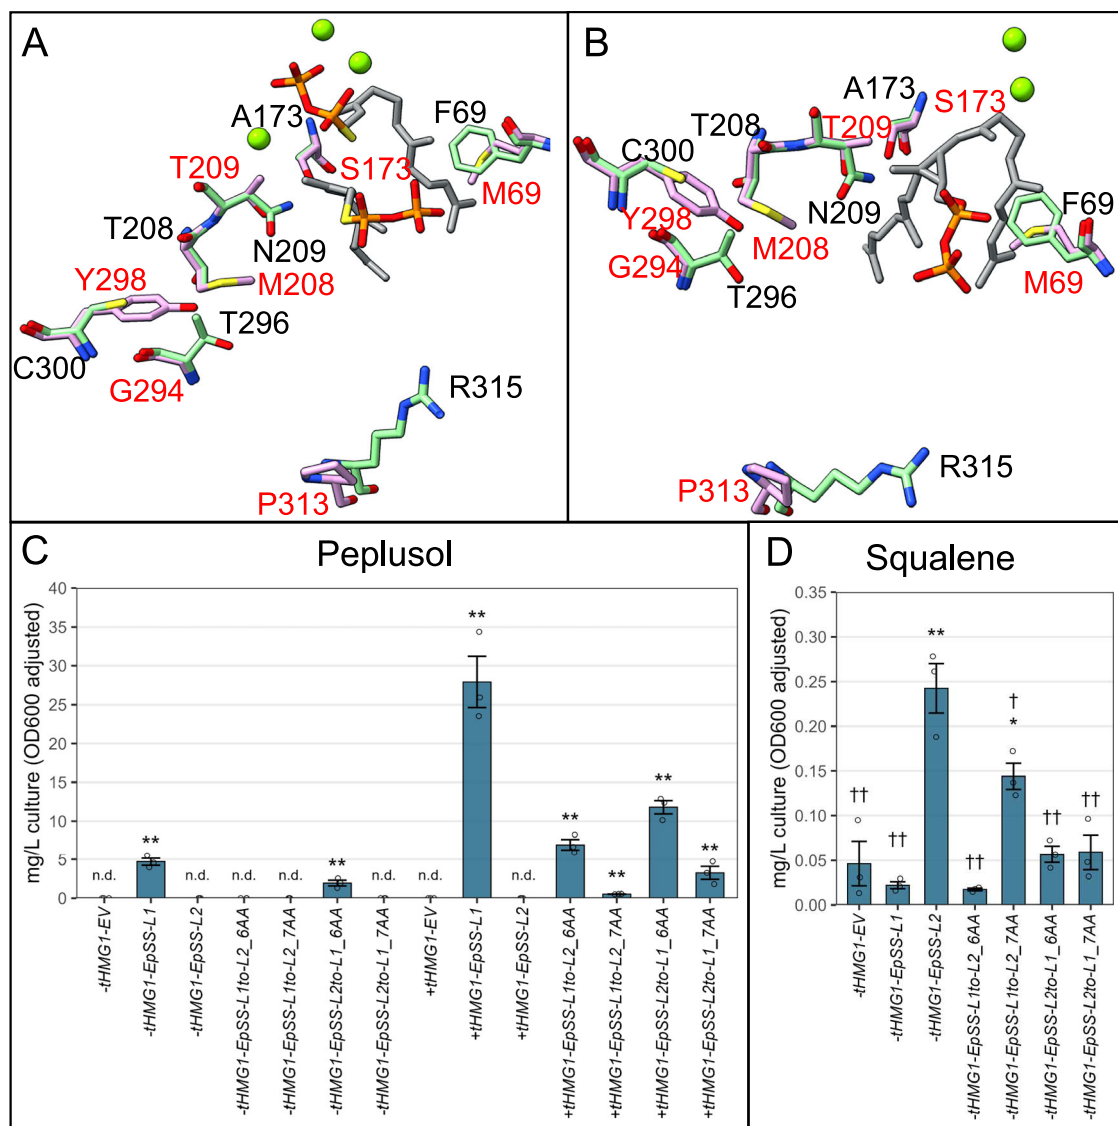 A
A173
F69
T209
S173
M69
T208
N209
Y298
M208
T296
C300
G294
R315
P313
B
A173
S173
T208
T209
C300
F69
N209
Y298
M208
G294
T296
M69
R315
P313
C
Peplusol
mg/L culture (OD600 adjusted)
40
35
30
25
20
15
10
5
0
n.d.
**
n.d.
n.d.
n.d.
**
n.d.
n.d.
**
n.d.
**
**
**
**
-tHMG1-EV
-tHMG1-EpSS-L1
-tHMG1-EpSS-L2
-tHMG1-EpSS-L1to-L2_6AA
-tHMG1-EpSS-L1to-L2_7AA
-tHMG1-EpSS-L2to-L1_6AA
-tHMG1-EpSS-L2to-L1_7AA
+tHMG1-EV
+tHMG1-EpSS-L1
+tHMG1-EpSS-L2
+tHMG1-EpSS-L1to-L2_6AA
+tHMG1-EpSS-L1to-L2_7AA
+tHMG1-EpSS-L2to-L1_6AA
+tHMG1-EpSS-L2to-L1_7AA
D
Squalene
mg/L culture (OD600 adjusted)
0.35
0.30
0.25
0.20
0.15
0.10
0.05
0.00
††
††
**
††
†
*
††
††
-tHMG1-EV
-tHMG1-EpSS-L1
-tHMG1-EpSS-L2
-tHMG1-EpSS-L1to-L2_6AA
-tHMG1-EpSS-L1to-L2_7AA
-tHMG1-EpSS-L2to-L1_6AA
-tHMG1-EpSS-L2to-L1_7AA